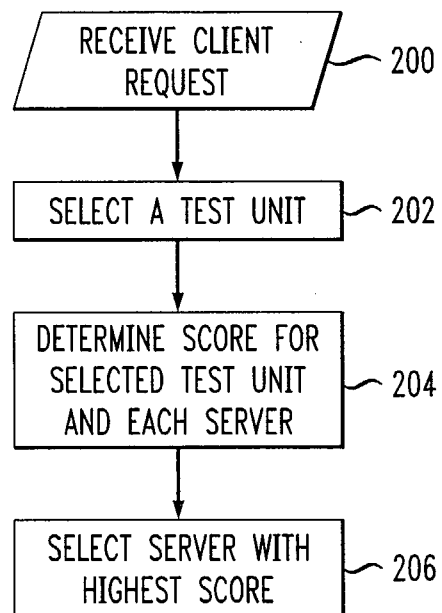 RECEIVE CLIENT
REQUEST
200
SELECT A TEST UNIT
202
DETERMINE SCORE FOR
SELECTED TEST UNIT
AND EACH SERVER
204
SELECT SERVER WITH
HIGHEST SCORE
206